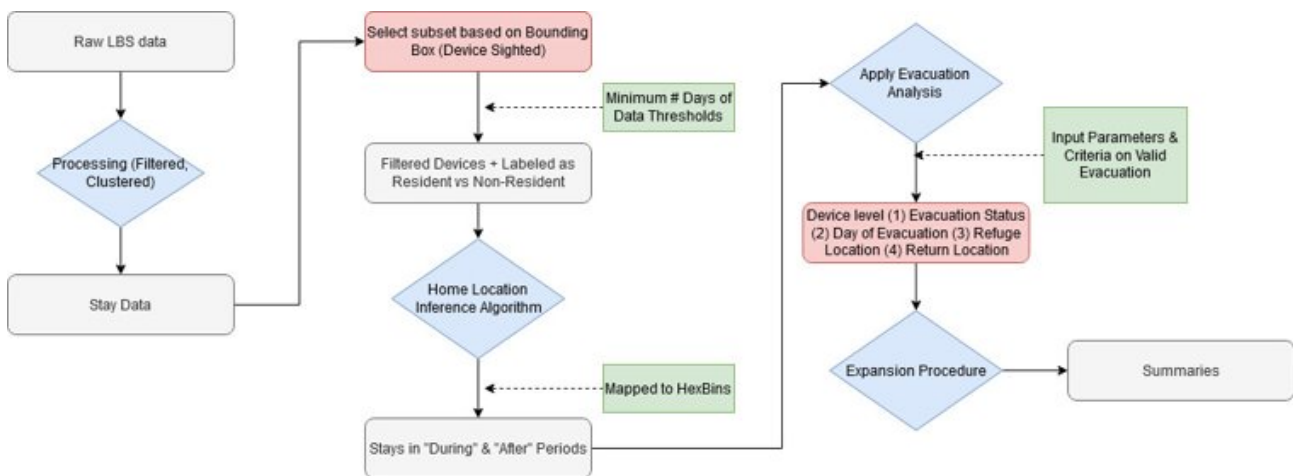 Raw LBS data
Processing (Filtered,
Clustered)
Stay Data
Select subset based on Bounding
Box (Device Sighted)
Minimum # Days of
Data Thresholds
Filtered Devices + Labeled as
Resident vs Non-Resident
Home Location
Inference Algorithm
Mapped to HexBins
Stays in "During" & "After" Periods
Apply Evacuation
Analysis
Input Parameters &
Criteria on Valid
Evacuation
Device level (1) Evacuation Status
(2) Day of Evacuation (3) Refuge
Location (4) Return Location
Expansion Procedure
Summaries